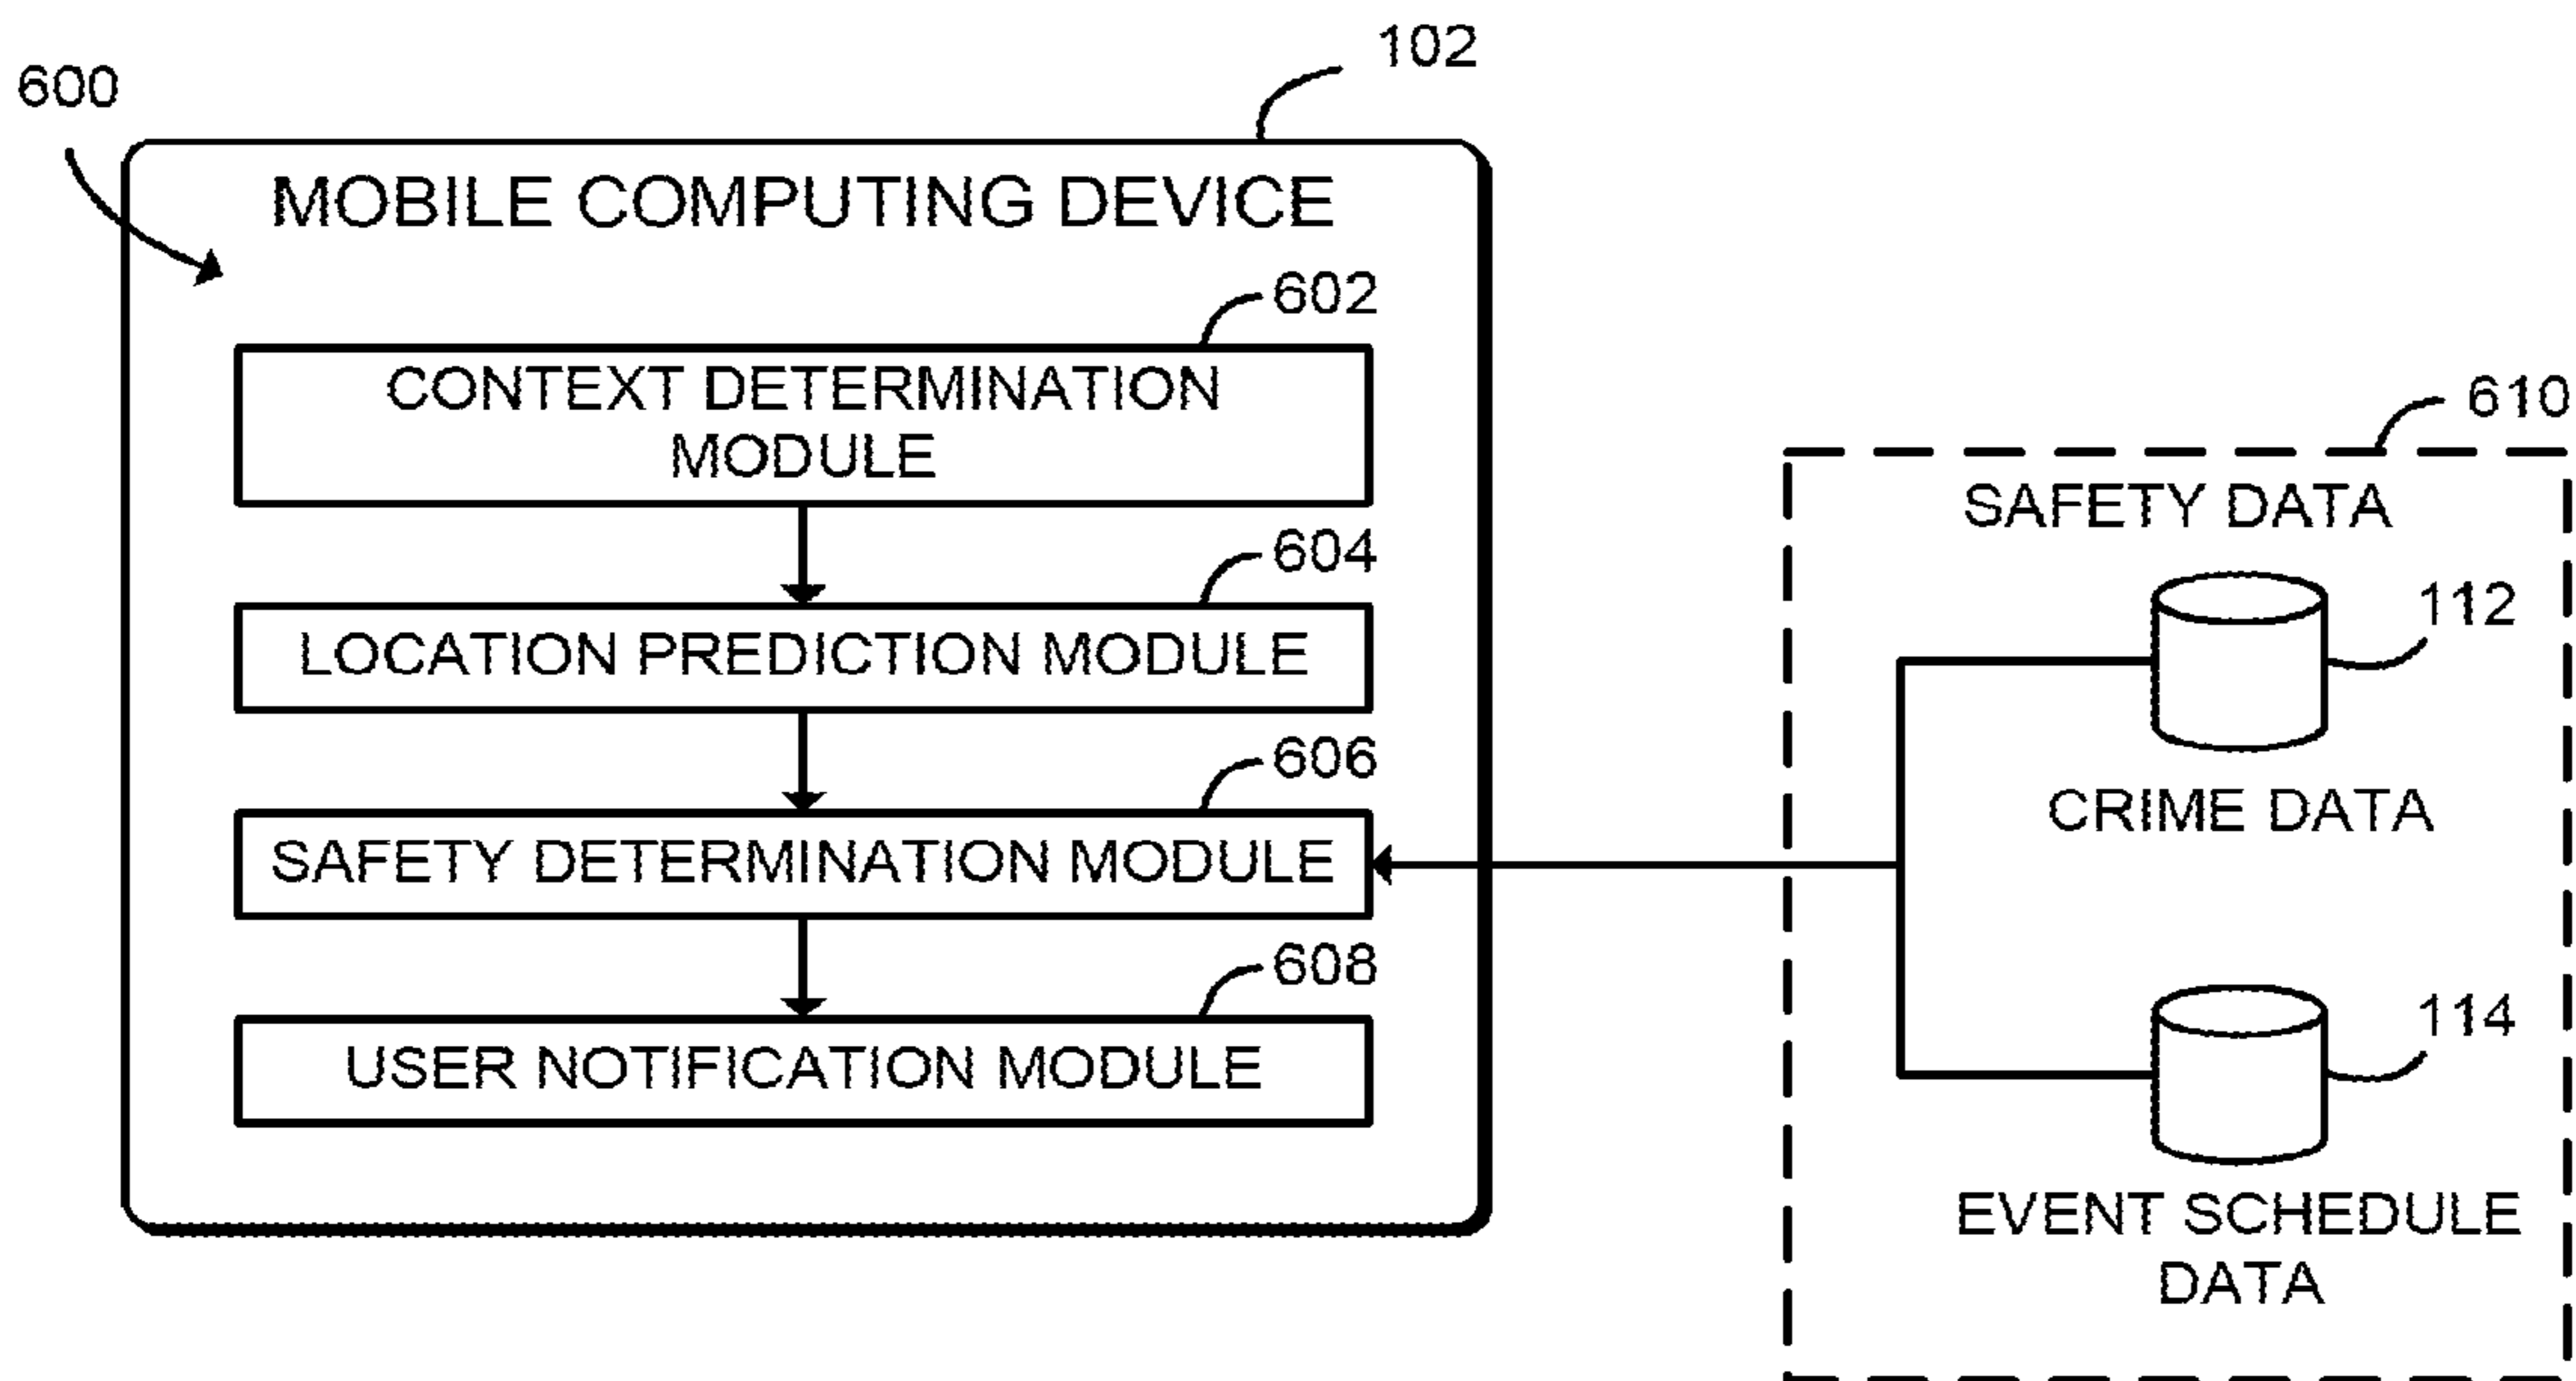 102
600
MOBILE COMPUTING DEVICE
602
CONTEXT DETERMINATION
MODULE
604
LOCATION PREDICTION MODULE
606
SAFETY DETERMINATION MODULE
608
USER NOTIFICATION MODULE
610
SAFETY DATA
112
CRIME DATA
114
EVENT SCHEDULE
DATA